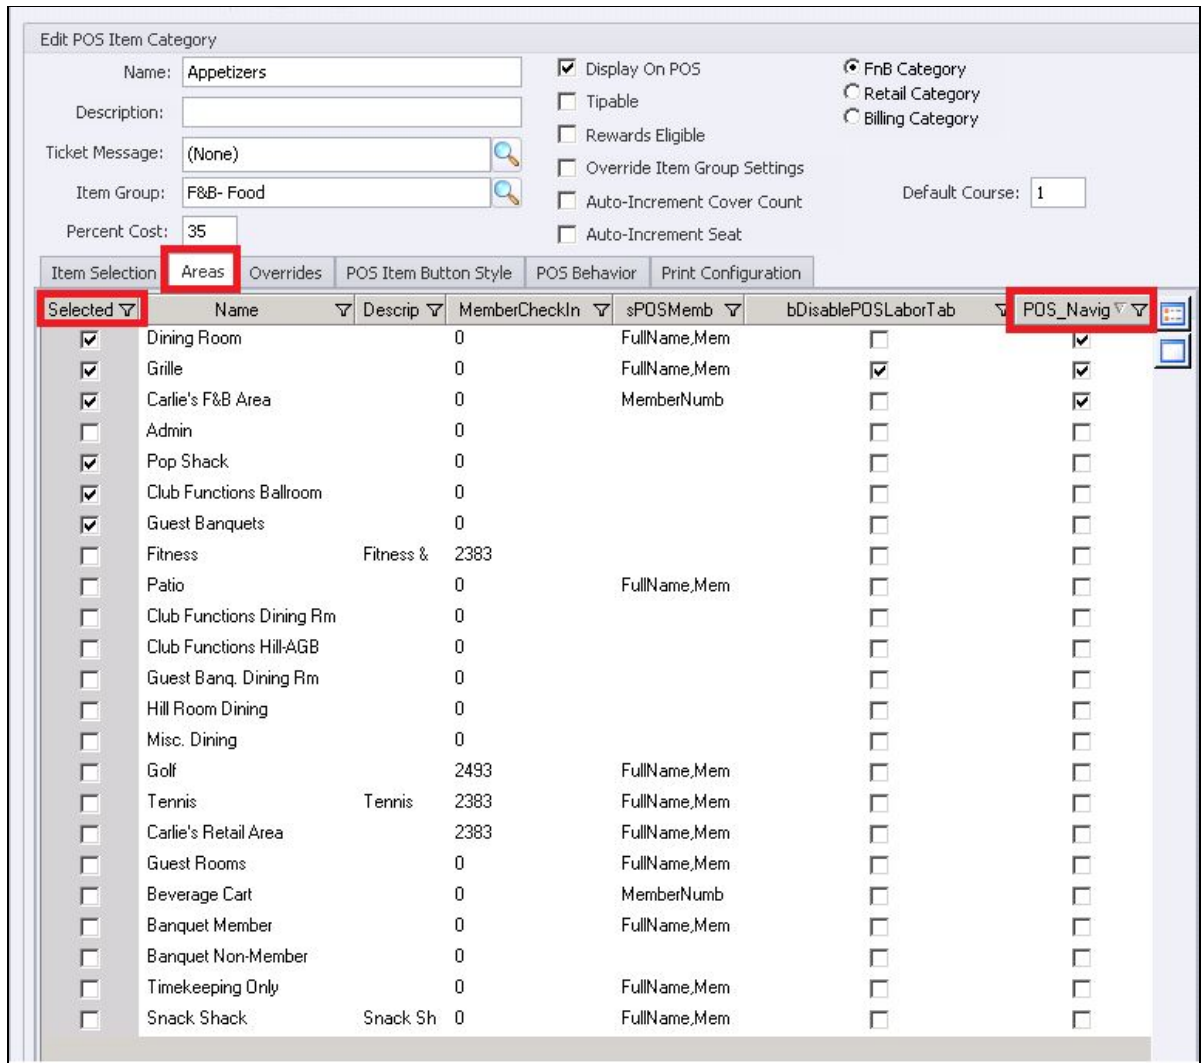 Edit POS Item Category
Name: Appetizers
Display On POS
FnB Category
Retail Category
Description:
Tipable
Billing Category
Rewards Eligible
Ticket Message: (None)
Override Item Group Settings
Item Group: F&B- Food
Auto-Increment Cover Count
Default Course: 1
Percent Cost: 35
Auto-Increment Seat
Item Selection Areas Overrides POS Item Button Style POS Behavior Print Configuration
Selected Name Descrip MemberCheckIn sPOSMemb bDisablePOSLaborTab POS_Navig
Dining Room 0 FullName,Mem
Grille 0 FullName,Mem
Carlie's F&B Area 0 MemberNumb
Admin 0
Pop Shack 0
Club Functions Ballroom 0
Guest Banquets 0
Fitness Fitness & 2383
Patio 0 FullName,Mem
Club Functions Dining Rm 0
Club Functions Hill-AGB 0
Guest Banq. Dining Rm 0
Hill Room Dining 0
Misc. Dining 0
Golf 2493 FullName,Mem
Tennis Tennis 2383 FullName,Mem
Carlie's Retail Area 2383 FullName,Mem
Guest Rooms 0 FullName,Mem
Beverage Cart 0 MemberNumb
Banquet Member 0 FullName,Mem
Banquet Non-Member 0
Timekeeping Only 0 FullName,Mem
Snack Shack Snack Sh 0 FullName,Mem